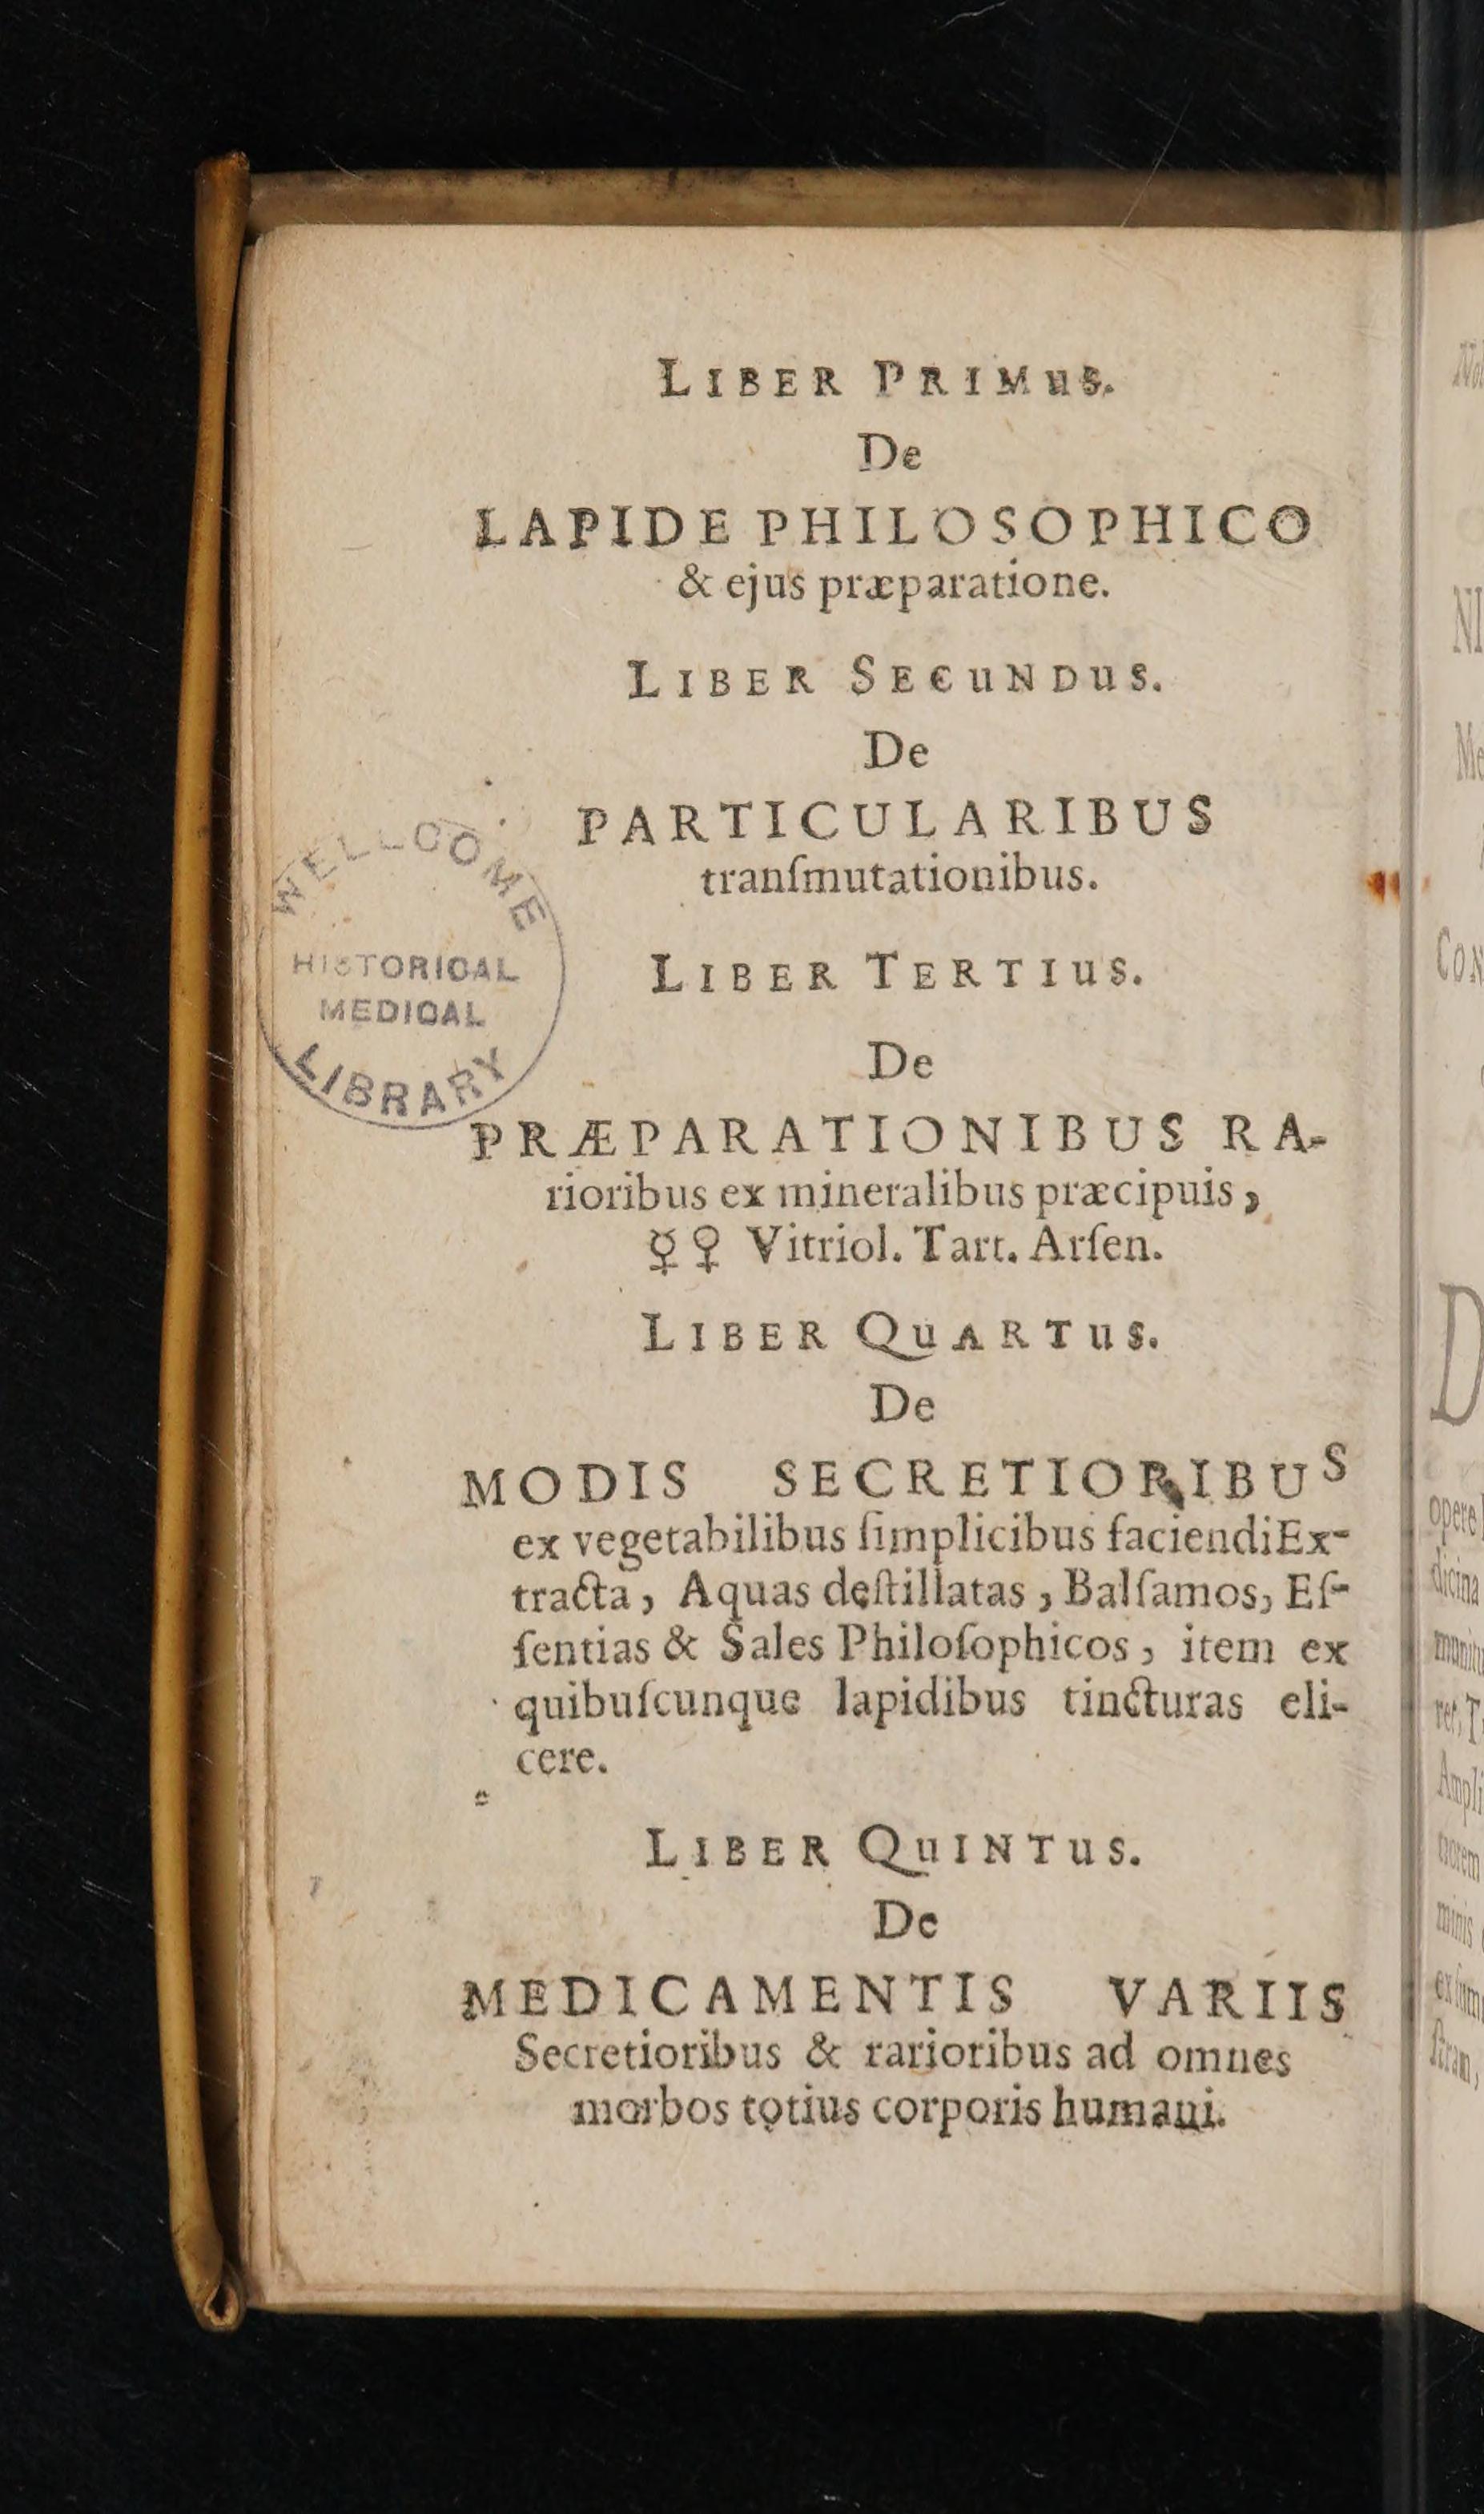 LIBER PRIMuS.
De
LAPIDE PHILOSOPHICO
& ejus præparatione.
LIBER SECuNDuS.
De
PARTICULARIBUS
tranſmutationibus.
WELLCOME
HISTORICAL
MEDICAL
LIBRARY
LIBER TERTIuS.
De
PRÆPARATIONIBUS RA-
rioribus ex mineralibus præcipuis,
☿♀ Vitriol. Tart. Arſen.
LIBER QuARTuS.
De
MODIS SECRETIORIBUS
ex vegetabilibus ſimplicibus faciendiEx-
tracta, Aquas deſtillatas, Balſamos, Eſ-
ſentias & Sales Philoſophicos, item ex
quibuſcunque lapidibus tincturas eli-
cere.
LIBER QuINTuS.
De
MEDICAMENTIS VARIIS
Secretioribus & rarioribus ad omnes
morbos totius corporis humani.